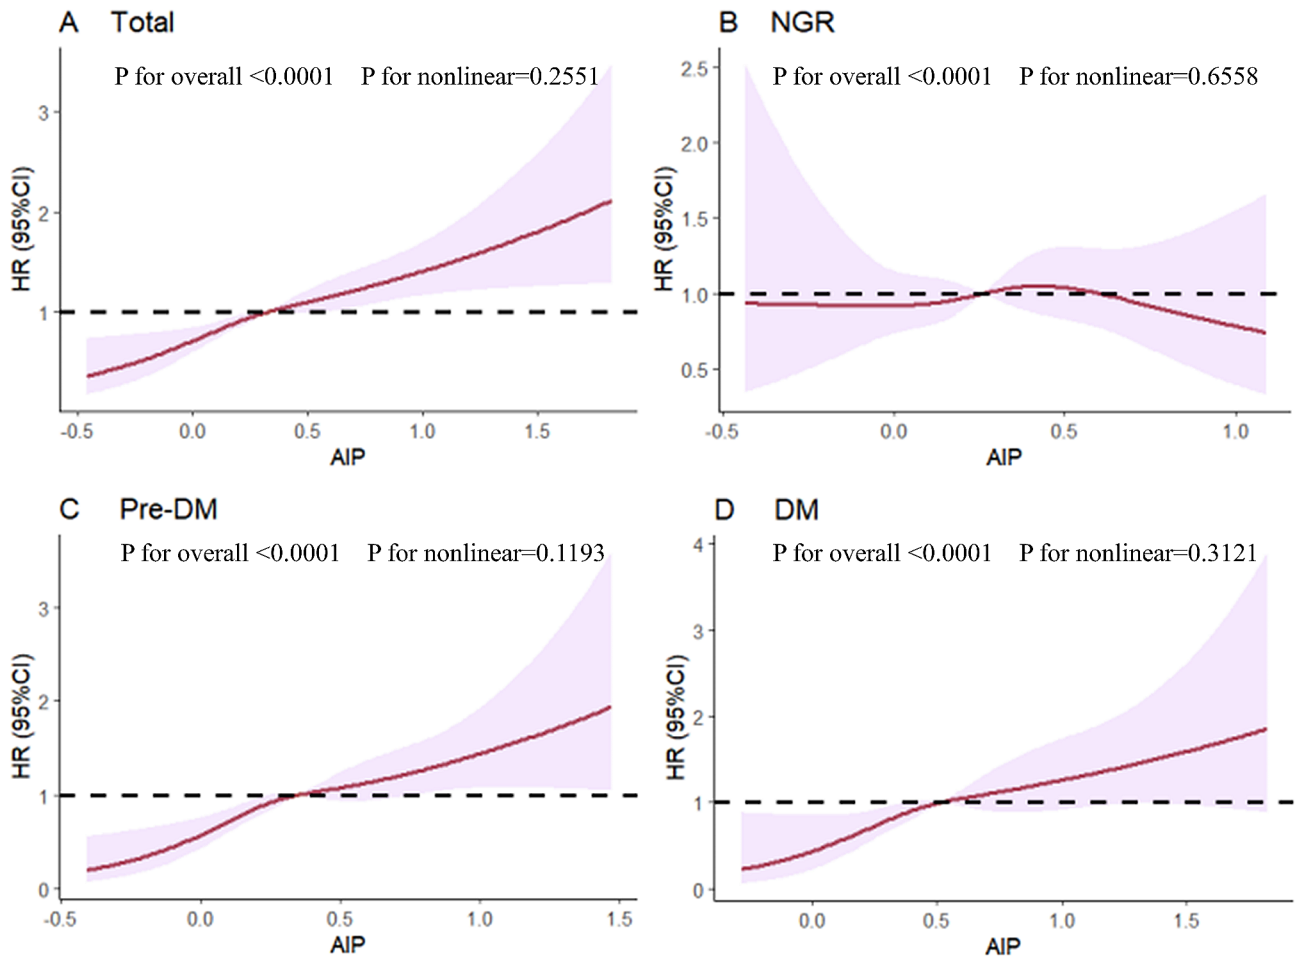 A Total
P for overall <0.0001 P for nonlinear=0.2551
HR (95%CI)
3
2
1
-0.5 0.0 0.5 1.0 1.5
AIP
B NGR
P for overall <0.0001 P for nonlinear=0.6558
HR (95%CI)
2.5
2.0
1.5
1.0
0.5
-0.5 0.0 0.5 1.0
AIP
C Pre-DM
P for overall <0.0001 P for nonlinear=0.1193
HR (95%CI)
3
2
1
0
-0.5 0.0 0.5 1.0 1.5
AIP
D DM
P for overall <0.0001 P for nonlinear=0.3121
HR (95%CI)
4
3
2
1
0
0.0 0.5 1.0 1.5
AIP